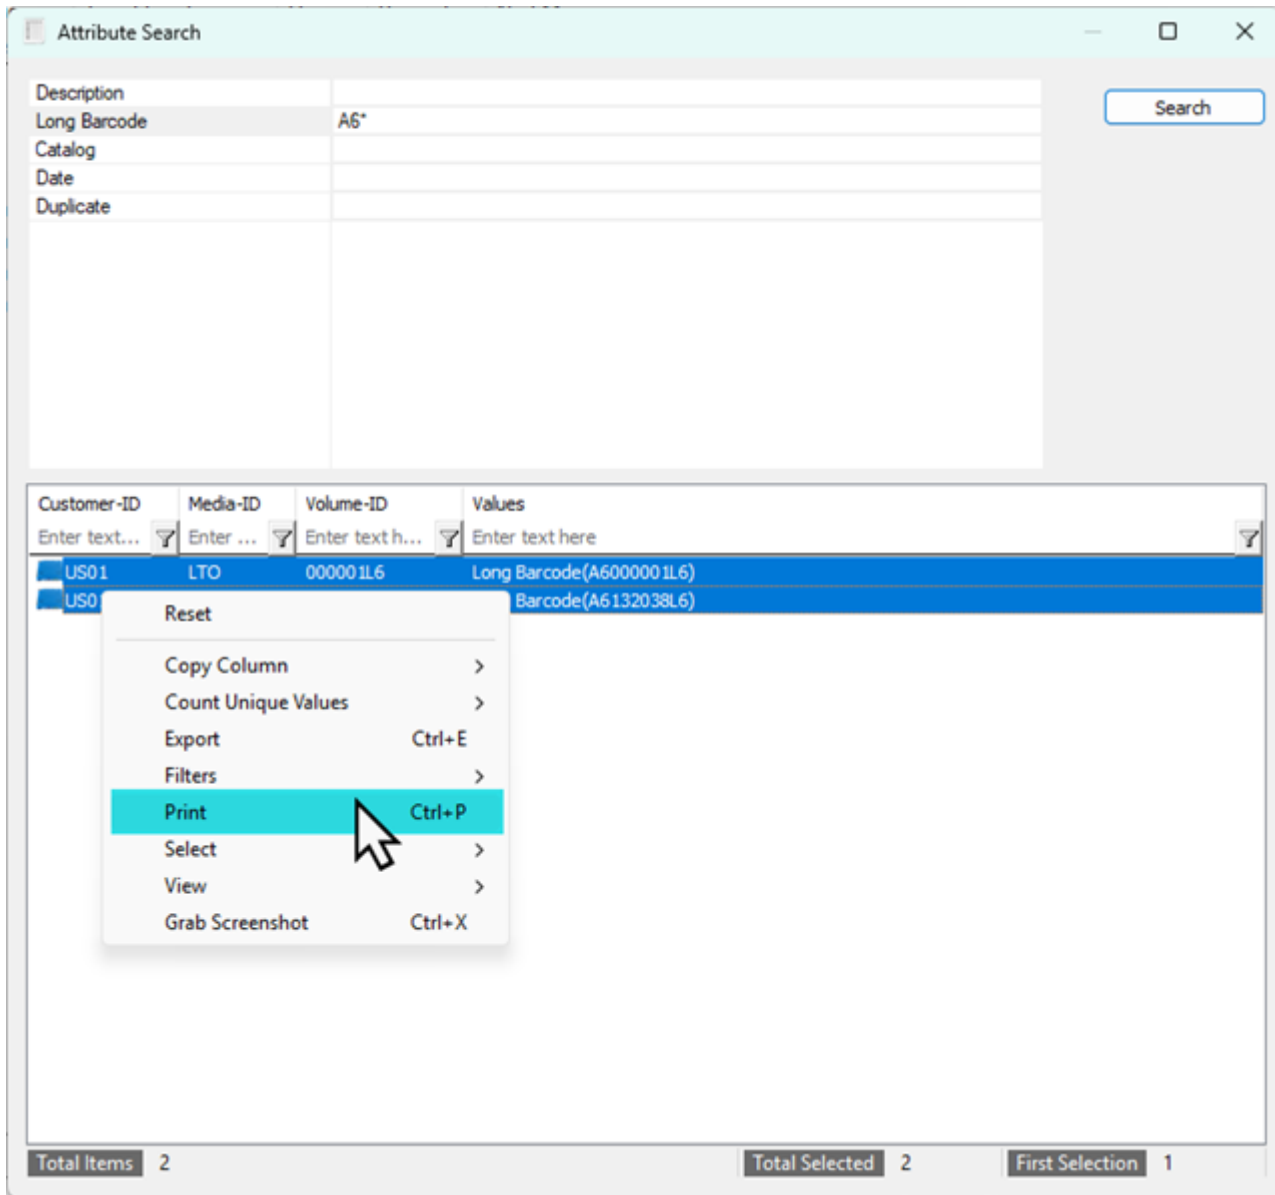 Attribute Search
Description
Long Barcode A6*
Search
Catalog
Date
Duplicate
Customer-ID Media-ID Volume-ID Values
Enter text... Enter ... Enter text h... Enter text here
US01 LTO 000001L6 Long Barcode(A6000001L6)
US0 Barcode(A6132038L6)
Reset
Copy Column
Count Unique Values
Export Ctrl+E
Filters
Print Ctrl+P
Select
View
Grab Screenshot Ctrl+X
Total Items 2 Total Selected 2 First Selection 1